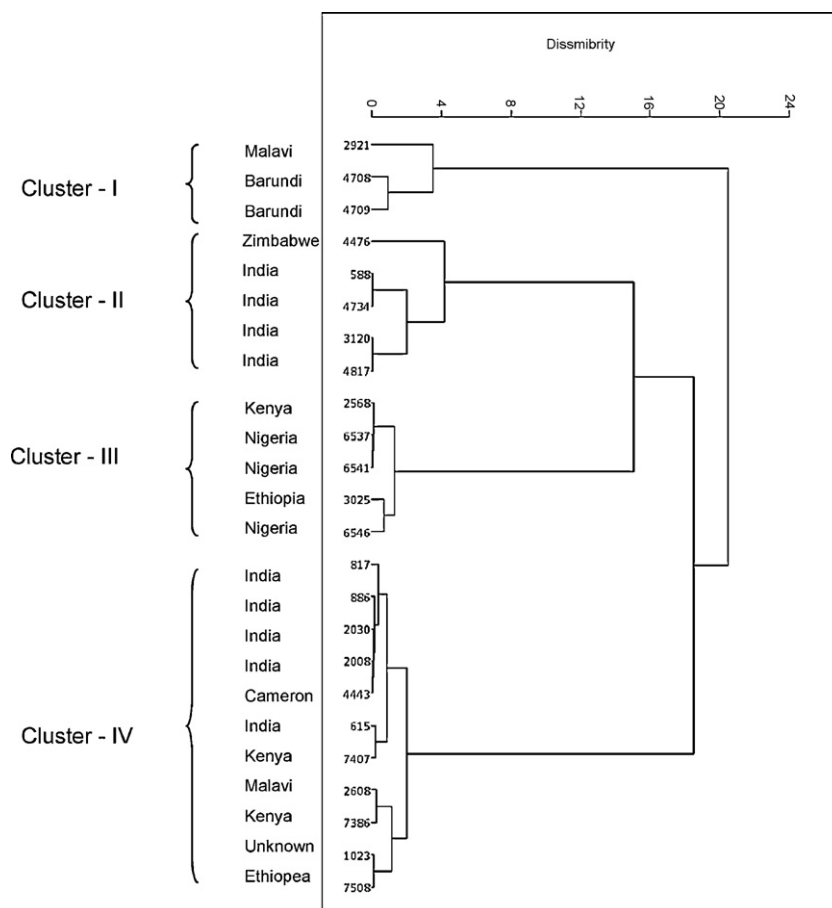 Dissmibrity
0 4 8 12 16 20 24
Malavi 2921
Cluster - I Barundi 4708
Barundi 4709
Zimbabwe 4476
India 588
Cluster - II India 4734
India 3120
India 4817
Kenya 2568
Nigeria 6537
Cluster - III Nigeria 6541
Ethiopia 3025
Nigeria 6546
India 817
India 886
India 2030
India 2008
Cameron 4443
Cluster - IV India 615
Kenya 7407
Malavi 2608
Kenya 7386
Unknown 1023
Ethiopea 7508